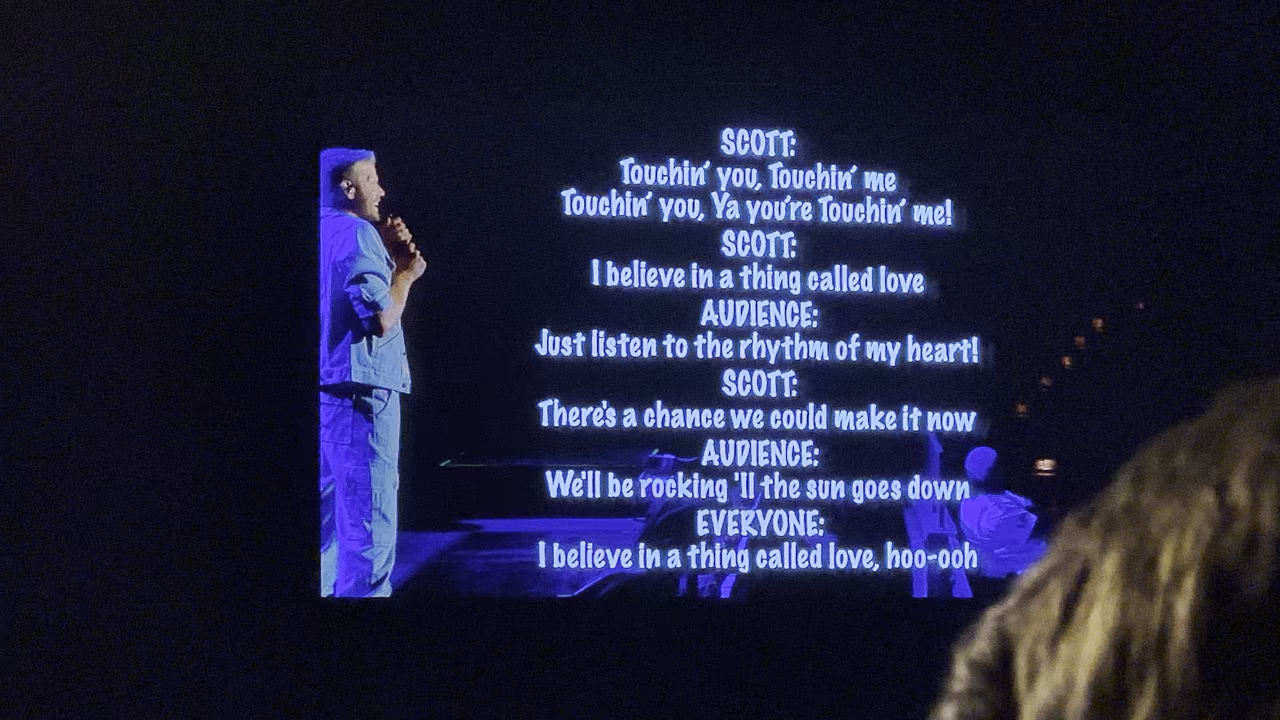 SCOTT:
Touchin' you, Touchin' me
Touchin' you, Ya you're Touchin' me!
SCOTT:
I believe in a thing called love
AUDIENCE:
Just listen to the rhythm of my heart!
SCOTT:
There's a chance we could make it now
AUDIENCE:
We'll be rocking 'll the sun goes down
EVERYONE:
I believe in a thing called love, hoo-ooh